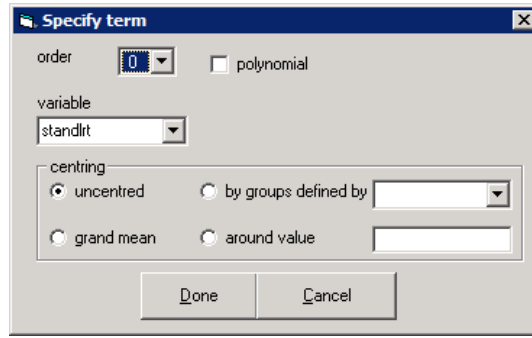 Specify term
order 0 polynomial
variable
standlrt
centring
uncentred by groups defined by
grand mean around value
Done Cancel